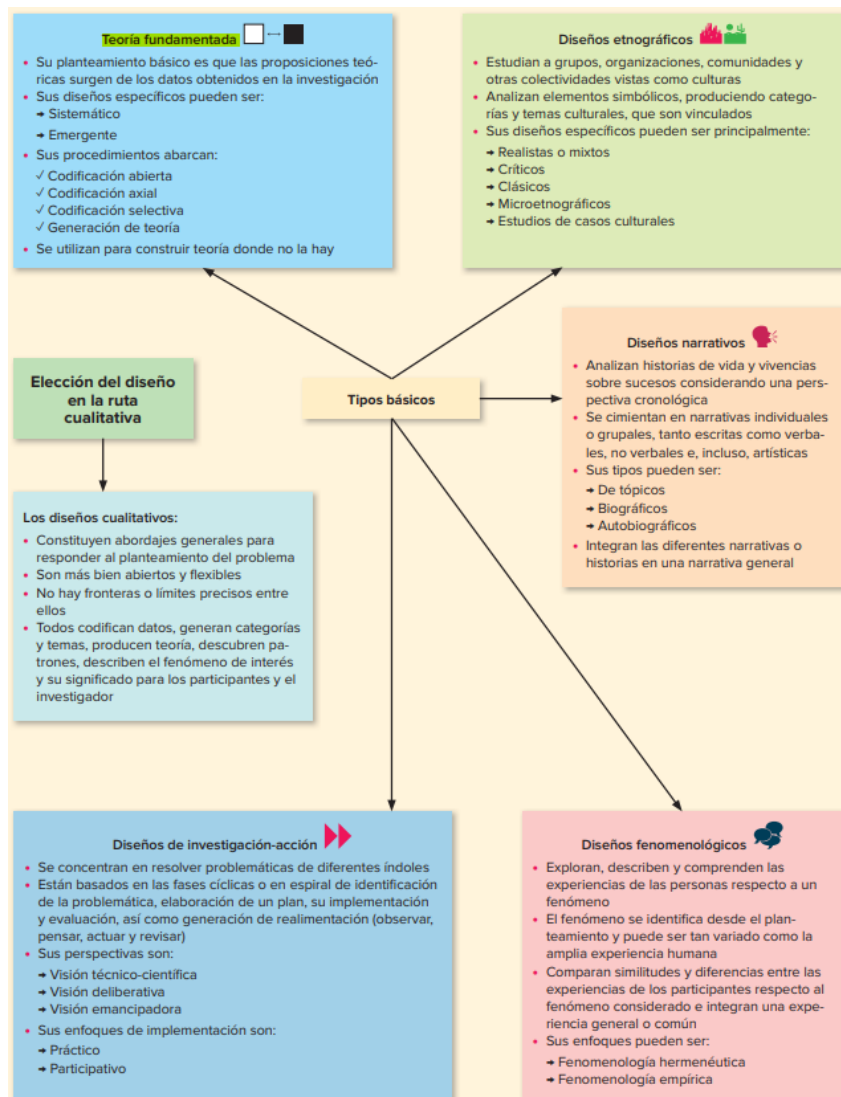 Teoría fundamentada
• Su planteamiento básico es que las proposiciones teó-
ricas surgen de los datos obtenidos en la investigación
• Sus diseños específicos pueden ser:
➜ Sistemático
➜ Emergente
• Sus procedimientos abarcan:
✓ Codificación abierta
✓ Codificación axial
✓ Codificación selectiva
✓ Generación de teoría
• Se utilizan para construir teoría donde no la hay
Diseños etnográficos
• Estudian a grupos, organizaciones, comunidades y
otras colectividades vistas como culturas
• Analizan elementos simbólicos, produciendo catego-
rías y temas culturales, que son vinculados
• Sus diseños específicos pueden ser principalmente:
➜ Realistas o mixtos
➜ Críticos
➜ Clásicos
➜ Microetnográficos
➜ Estudios de casos culturales
Diseños narrativos
• Analizan historias de vida y vivencias
sobre sucesos considerando una pers-
pectiva cronológica
• Se cimientan en narrativas individuales
o grupales, tanto escritas como verba-
les, no verbales e, incluso, artísticas
• Sus tipos pueden ser:
➜ De tópicos
➜ Biográficos
➜ Autobiográficos
• Integran las diferentes narrativas o
historias en una narrativa general
Elección del diseño
en la ruta
cualitativa
Tipos básicos
Los diseños cualitativos:
• Constituyen abordajes generales para
responder al planteamiento del problema
• Son más bien abiertos y flexibles
• No hay fronteras o límites precisos entre
ellos
• Todos codifican datos, generan categorías
y temas, producen teoría, descubren pa-
trones, describen el fenómeno de interés
y su significado para los participantes y el
investigador
Diseños de investigación-acción
• Se concentran en resolver problemáticas de diferentes índoles
• Están basados en las fases cíclicas o en espiral de identificación
de la problemática, elaboración de un plan, su implementación
y evaluación, así como generación de realimentación (observar,
pensar, actuar y revisar)
• Sus perspectivas son:
➜ Visión técnico-científica
➜ Visión deliberativa
➜ Visión emancipadora
• Sus enfoques de implementación son:
➜ Práctico
➜ Participativo
Diseños fenomenológicos
• Exploran, describen y comprenden las
experiencias de las personas respecto a un
fenómeno
• El fenómeno se identifica desde el plan-
teamiento y puede ser tan variado como la
amplia experiencia humana
• Comparan similitudes y diferencias entre las
experiencias de los participantes respecto al
fenómeno considerado e integran una expe-
riencia general o común
• Sus enfoques pueden ser:
➜ Fenomenología hermenéutica
➜ Fenomenología empírica